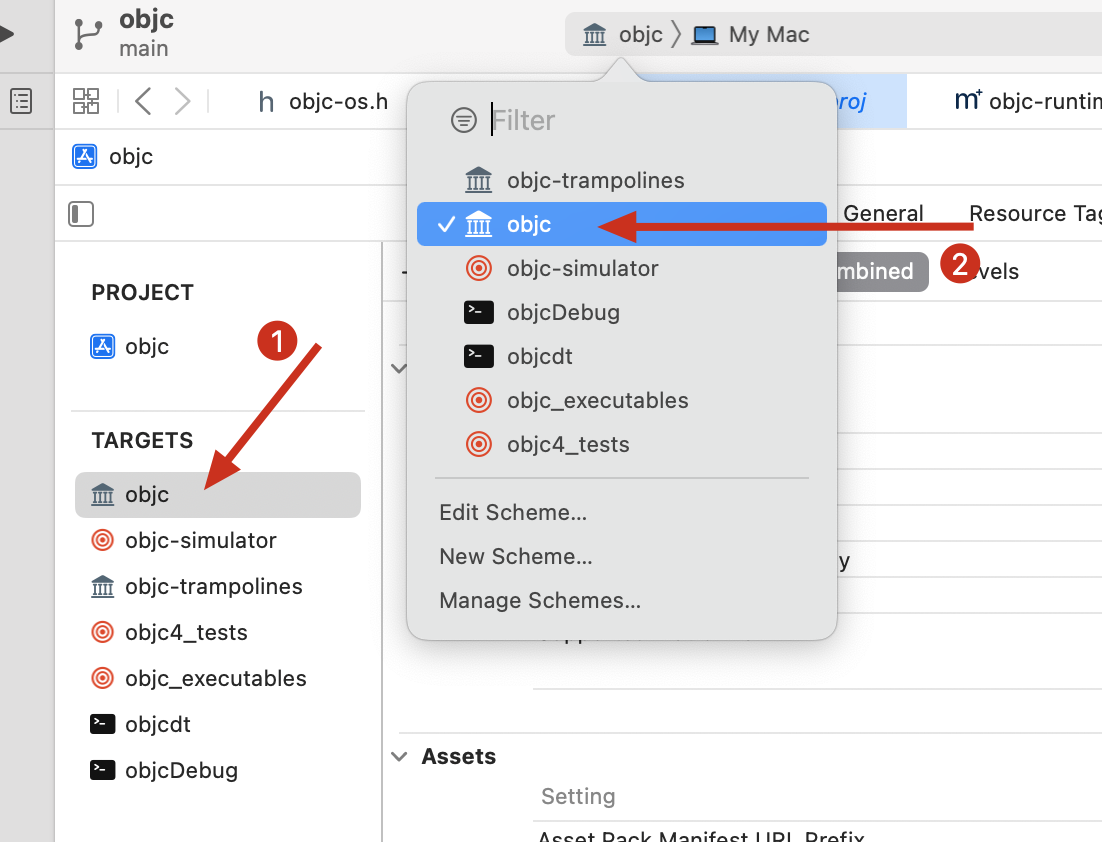 objc
main
objc
My Mac
objc-os.h
roj
objc-runtim
objc
Filter
objc-trampolines
objc
objc-simulator
objcDebug
objcdt
objc_executables
objc4_tests
Edit Scheme...
New Scheme...
Manage Schemes...
General
Resource Tag
mbined
2
vels
y
PROJECT
objc
1
TARGETS
objc
objc-simulator
objc-trampolines
objc4_tests
objc_executables
objcdt
objcDebug
Assets
Setting
Asset Pack Manifest URL Prefix